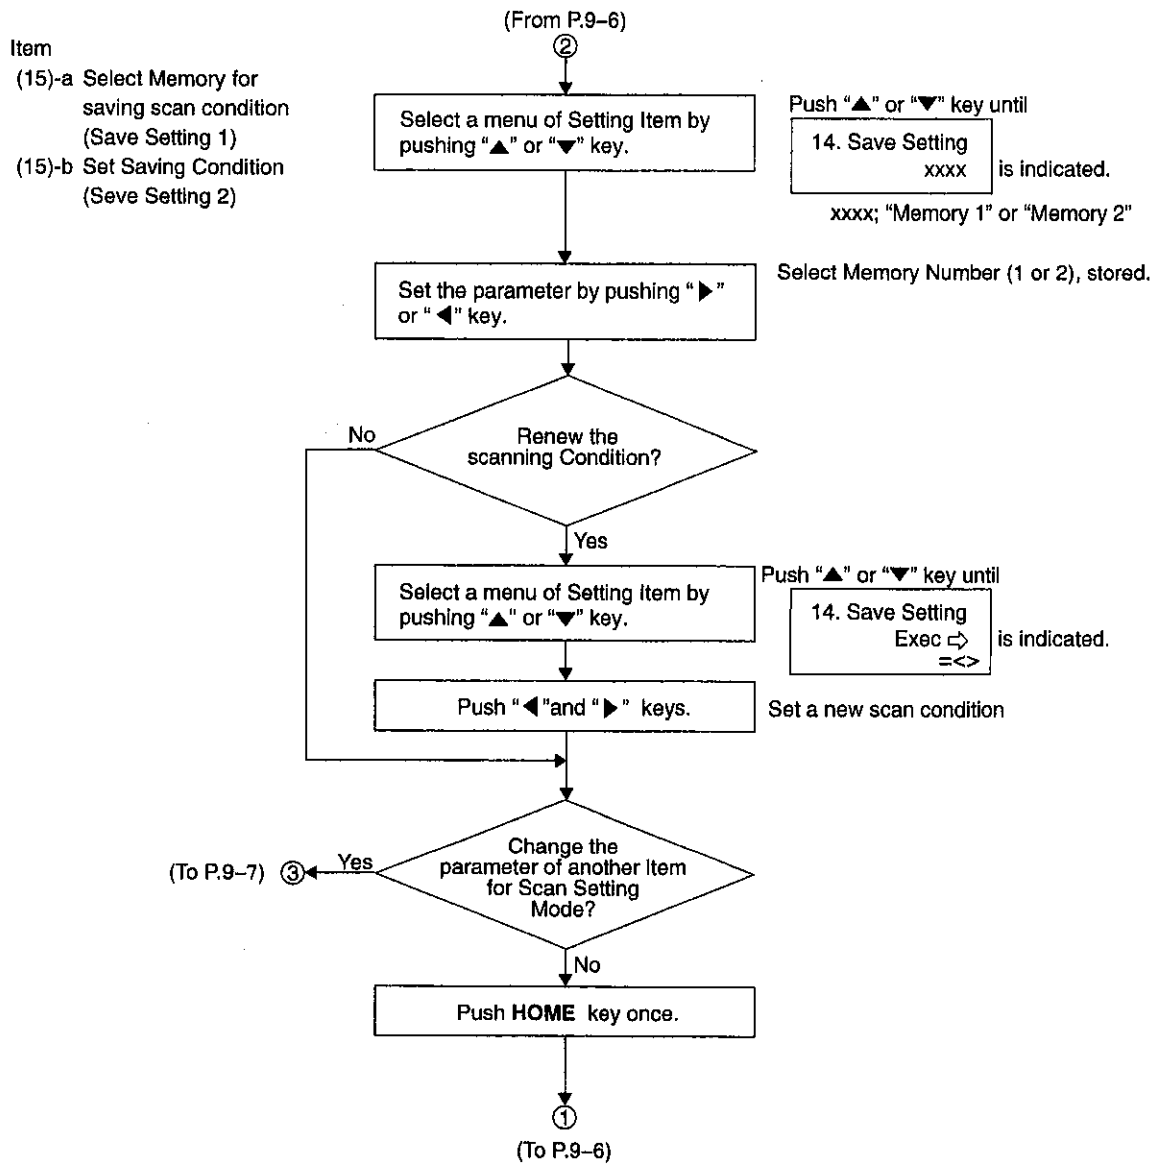 (From P.9–6)
②
Item
(15)-a Select Memory for
saving scan condition
(Save Setting 1)
(15)-b Set Saving Condition
(Seve Setting 2)
Select a menu of Setting Item by
pushing “▲” or “▼” key.
Push “▲” or “▼” key until
14. Save Setting
xxxx
is indicated.
xxxx; “Memory 1” or “Memory 2”
Set the parameter by pushing “ ▶”
or “ ◀” key.
Select Memory Number (1 or 2), stored.
No
Renew the
scanning Condition?
Yes
Select a menu of Setting Item by
pushing “▲” or “▼” key.
Push “▲” or “▼” key until
14. Save Setting
Exec ⇨
=<>
is indicated.
Push “ ◀ ”and “ ▶ ” keys.
Set a new scan condition
(To P.9–7) ③
Yes
Change the
parameter of another Item
for Scan Setting
Mode?
No
Push HOME key once.
①
(To P.9–6)